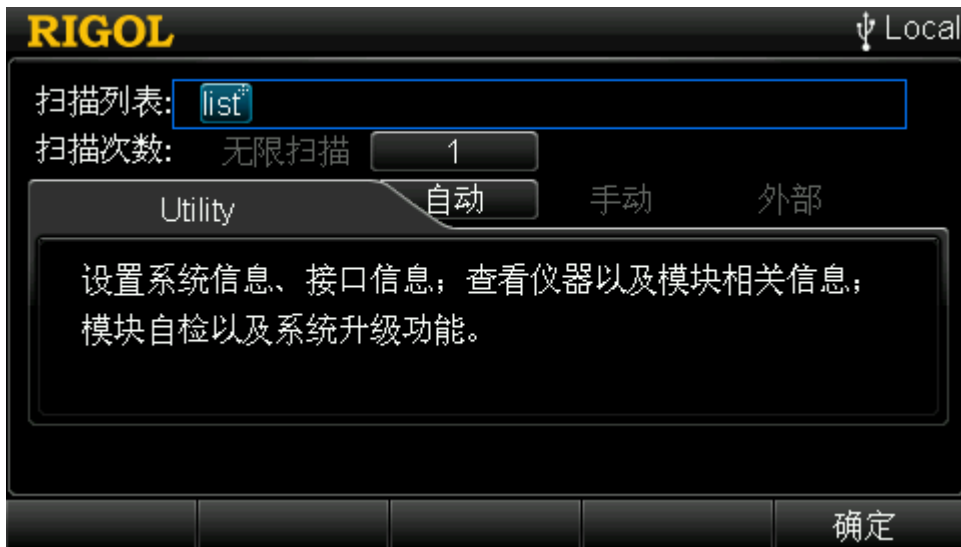 RIGOL Local
扫描列表: list
扫描次数: 无限扫描 1
Utility 自动 手动 外部
设置系统信息、接口信息；查看仪器以及模块相关信息；
模块自检以及系统升级功能。
确定